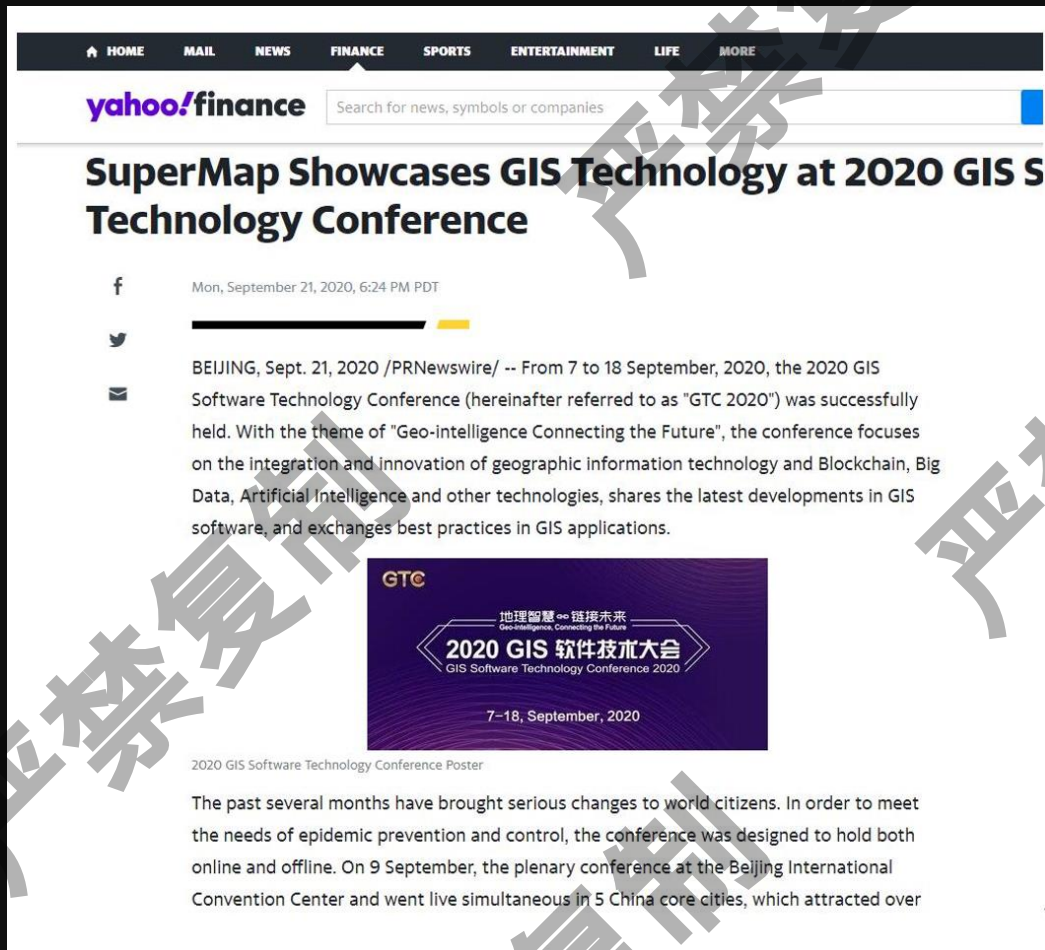 HOME MAIL NEWS FINANCE SPORTS ENTERTAINMENT LIFE MORE
yahoo!finance
Search for news, symbols or companies
SuperMap Showcases GIS Technology at 2020 GIS S
Technology Conference
Mon, September 21, 2020, 6:24 PM PDT
BEIJING, Sept. 21, 2020 /PRNewswire/ -- From 7 to 18 September, 2020, the 2020 GIS
Software Technology Conference (hereinafter referred to as "GTC 2020") was successfully
held. With the theme of "Geo-intelligence Connecting the Future", the conference focuses
on the integration and innovation of geographic information technology and Blockchain, Big
Data, Artificial Intelligence and other technologies, shares the latest developments in GIS
software, and exchanges best practices in GIS applications.
GTC
地理智慧 链接未来
Geo-intelligence, Connecting the Future
2020 GIS 软件技术大会
GIS Software Technology Conference 2020
7-18, September, 2020
2020 GIS Software Technology Conference Poster
The past several months have brought serious changes to world citizens. In order to meet
the needs of epidemic prevention and control, the conference was designed to hold both
online and offline. On 9 September, the plenary conference at the Beijing International
Convention Center and went live simultaneous in 5 China core cities, which attracted over
严禁复制
严禁复
严禁
复制